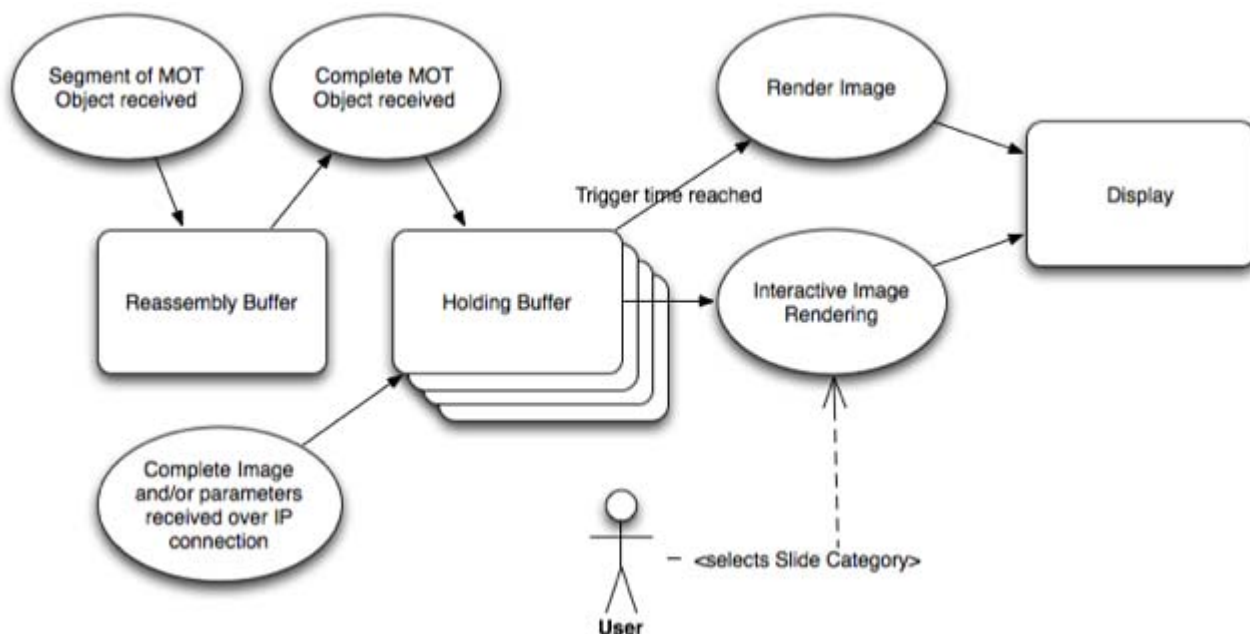 Segment of MOT
Object received
Complete MOT
Object received
Render Image
Display
Trigger time reached
Reassembly Buffer
Holding Buffer
Interactive Image
Rendering
Complete Image
and/or parameters
received over IP
connection
<selects Slide Category>
User